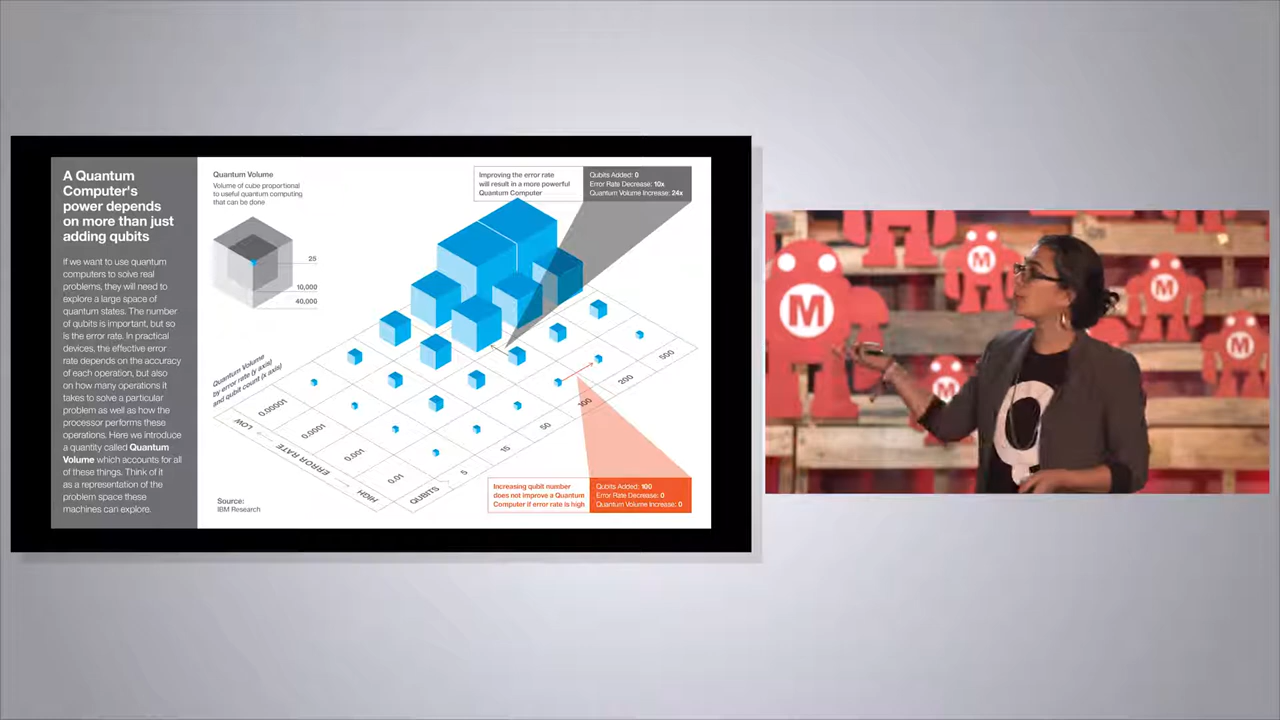 A Quantum
Computer's
power depends
on more than just
adding qubits
If we want to use quantum
computers to solve real
problems, they will need to
explore a large space of
quantum states. The number
of qubits is important, but so
is the error rate. In practical
devices, the effective error
rate depends on the accuracy
of each operation, but also
on how many operations it
takes to solve a particular
problem as well as how the
processor performs these
operations. Here we introduce
a quantity called Quantum
Volume which accounts for all
of these things. Think of it
as a representation of the
problem space these
machines can explore.
Quantum Volume
Volume of cube proportional
to useful quantum computing
that can be done
25
10,000
40,000
Improving the error rate
will result in a more powerful
Quantum Computer
Qubits Added: 0
Error Rate Decrease: 10x
Quantum Volume Increase: 24x
Quantum Volume
by error rate (y axis)
and qubit count (x axis)
LOW
ERROR RATE
HIGH
0.00001
0.0001
0.001
0.01
QUBITS
5
15
50
100
200
500
Increasing qubit number
does not improve a Quantum
Computer if error rate is high
Qubits Added: 100
Error Rate Decrease: 0
Quantum Volume Increase: 0
Source:
IBM Research
M
M
M
M
M
Q